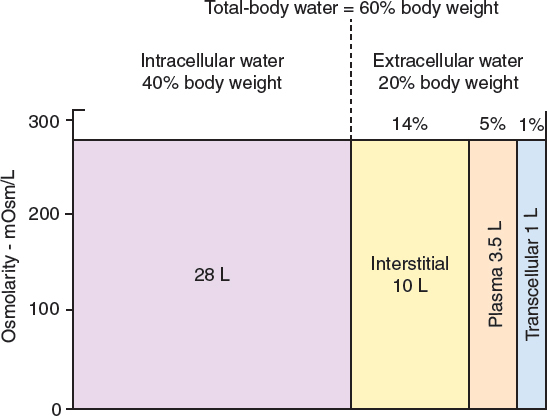 Total-body water = 60% body weight
Intracellular water
40% body weight
Extracellular water
20% body weight
14%
5%
1%
300
200
100
0
Osmolarity - mOsm/L
28 L
Interstitial
10 L
Plasma 3.5 L
Transcellular 1 L